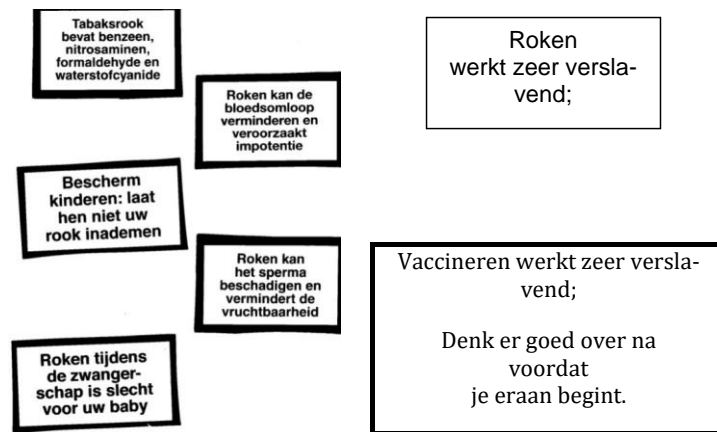 Tabaksrook
bevat benzeen,
nitrosaminen,
formaldehyde en
waterstofcyanide
Roken kan de
bloedsomloop
verminderen en
veroorzaakt
impotentie
Bescherm
kinderen: laat
hen niet uw
rook inademen
Roken kan
het sperma
beschadigen en
vermindert de
vruchtbaarheid
Roken tijdens
de zwanger-
schap is slecht
voor uw baby
Roken
werkt zeer versla-
vend;
Vaccineren werkt zeer versla-
vend;
Denk er goed over na
voordat
je eraan begint.